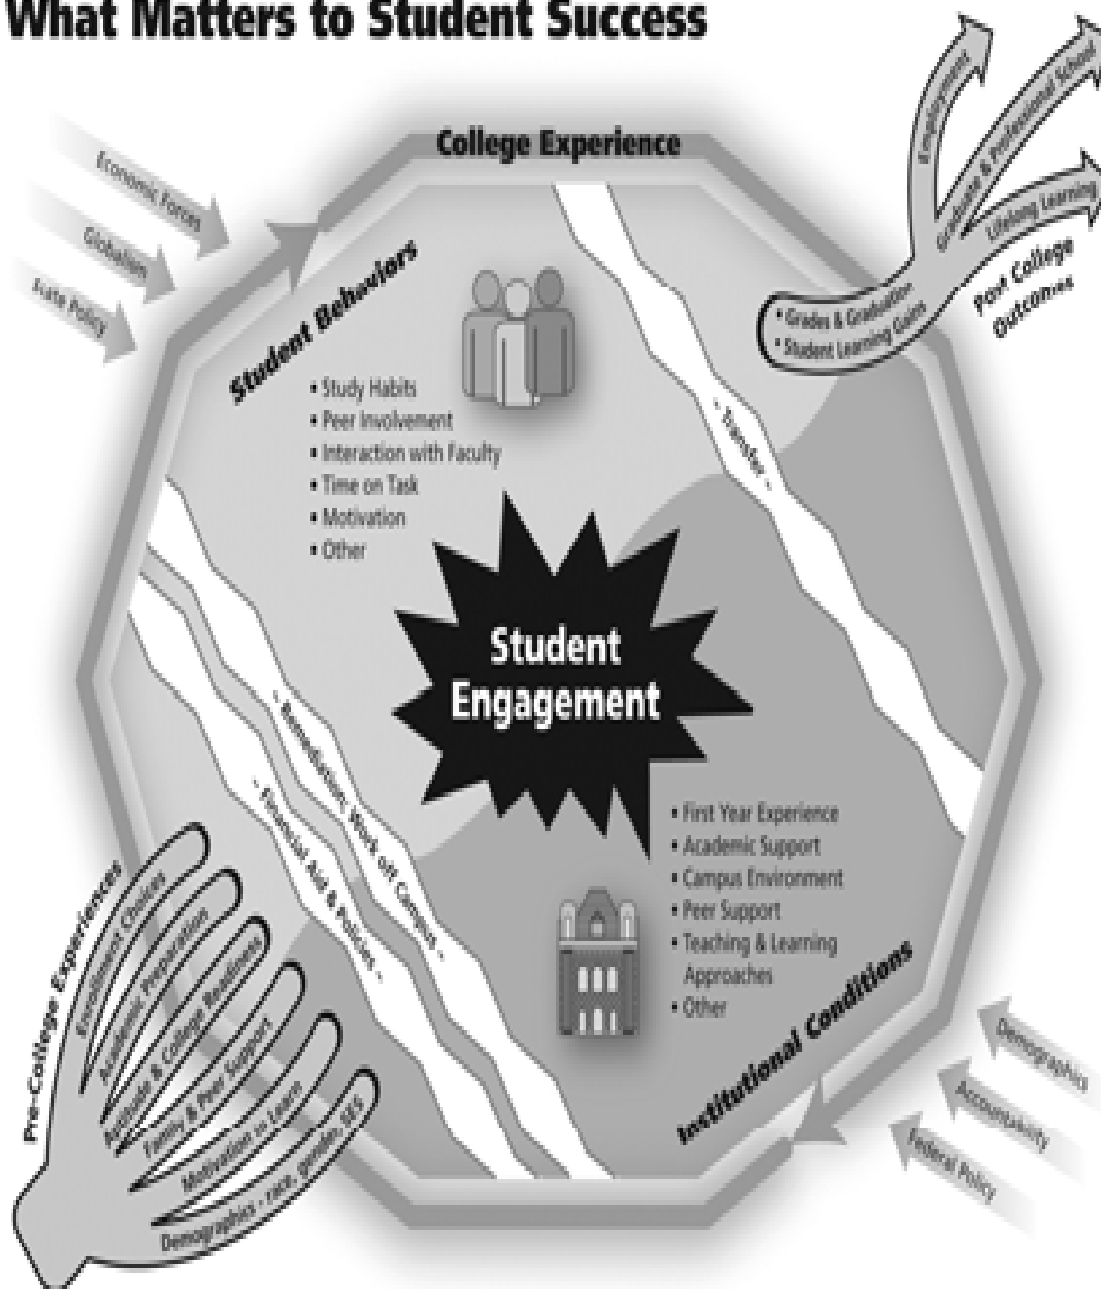 What Matters to Student Success
College Experience
Economic Forces
Globalism
State Policy
Student Behaviors
• Study Habits
• Peer Involvement
• Interaction with Faculty
• Time on Task
• Motivation
• Other
Employment
Graduate & Professional School
Lifelong Learning
Post College
Outcomes
• Grades & Graduation
• Student Learning Gains
- Transfer -
Student
Engagement
- Remediation; Work off Campus -
- Financial Aid & Policies -
• First Year Experience
• Academic Support
• Campus Environment
• Peer Support
• Teaching & Learning
Approaches
• Other
Institutional Conditions
Pre-College Experiences
Enrollment Choices
Academic Preparation
Aptitude & College Readiness
Family & Peer Support
Motivation to Learn
Demographics - race, gender, SES
Demographics
Accountability
Federal Policy